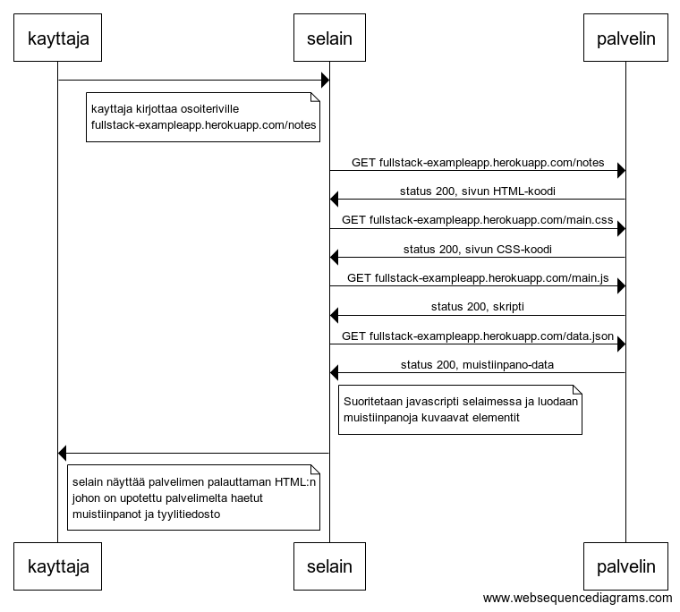 kayttaja
selain
palvelin
kayttaja kirjottaa osoiteriville
fullstack-exampleapp.herokuapp.com/notes
GET fullstack-exampleapp.herokuapp.com/notes
status 200, sivun HTML-koodi
GET fullstack-exampleapp.herokuapp.com/main.css
status 200, sivun CSS-koodi
GET fullstack-exampleapp.herokuapp.com/main.js
status 200, skripti
GET fullstack-exampleapp.herokuapp.com/data.json
status 200, muistiinpano-data
Suoritetaan javascripti selaimessa ja luodaan
muistiinpanoja kuvaavat elementit
selain näyttää palvelimen palauttaman HTML:n
johon on upotettu palvelimelta haetut
muistiinpanot ja tyylitiedosto
kayttaja
selain
palvelin
www.websequencediagrams.com